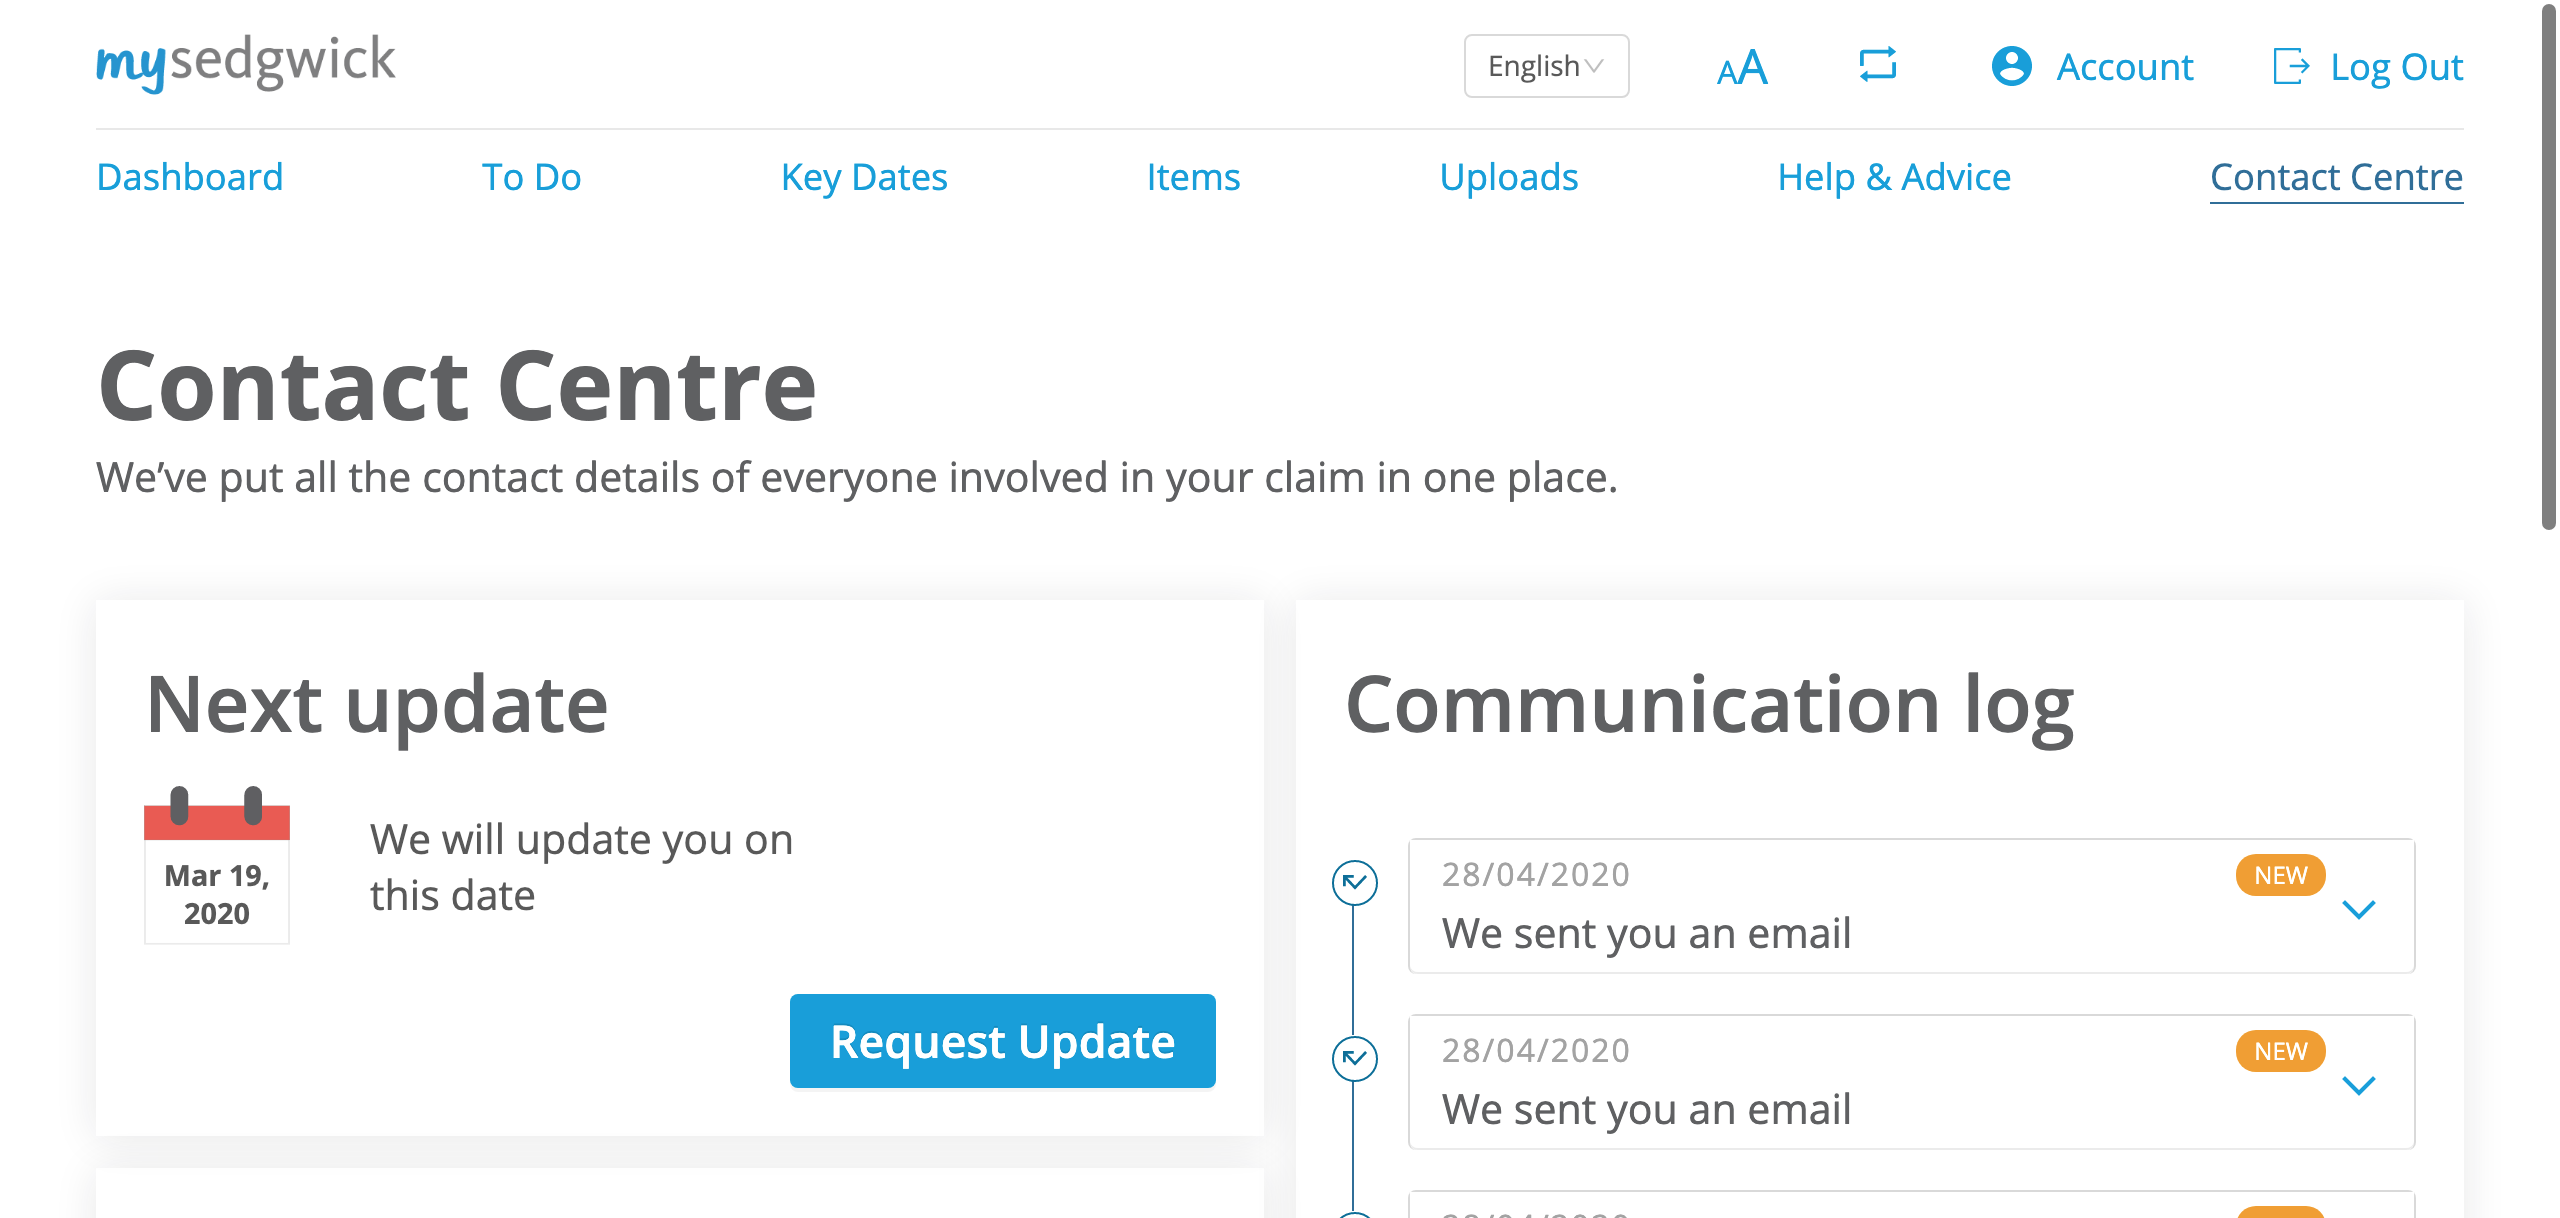 mysedgwick
English
AA
Account
Log Out
Dashboard
To Do
Key Dates
Items
Uploads
Help & Advice
Contact Centre
Contact Centre
We’ve put all the contact details of everyone involved in your claim in one place.
Next update
Mar 19,
2020
We will update you on
this date
Request Update
Communication log
28/04/2020
NEW
We sent you an email
28/04/2020
NEW
We sent you an email